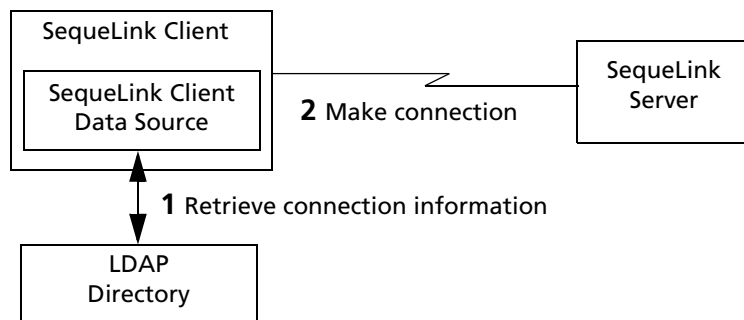 SequeLink Client
SequeLink Client
Data Source
SequeLink
Server
2 Make connection
1 Retrieve connection information
LDAP
Directory